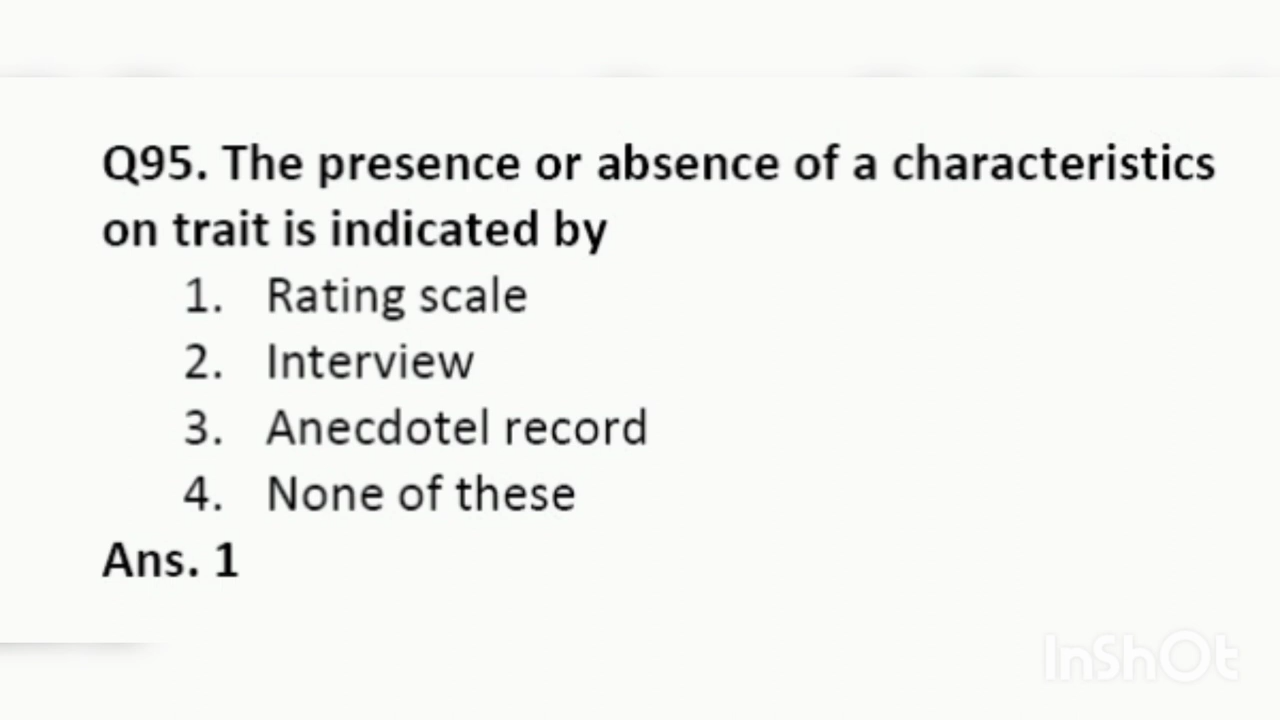 Q95. The presence or absence of a characteristics
on trait is indicated by
1. Rating scale
2. Interview
3. Anecdotel record
4. None of these
Ans. 1
InShOt